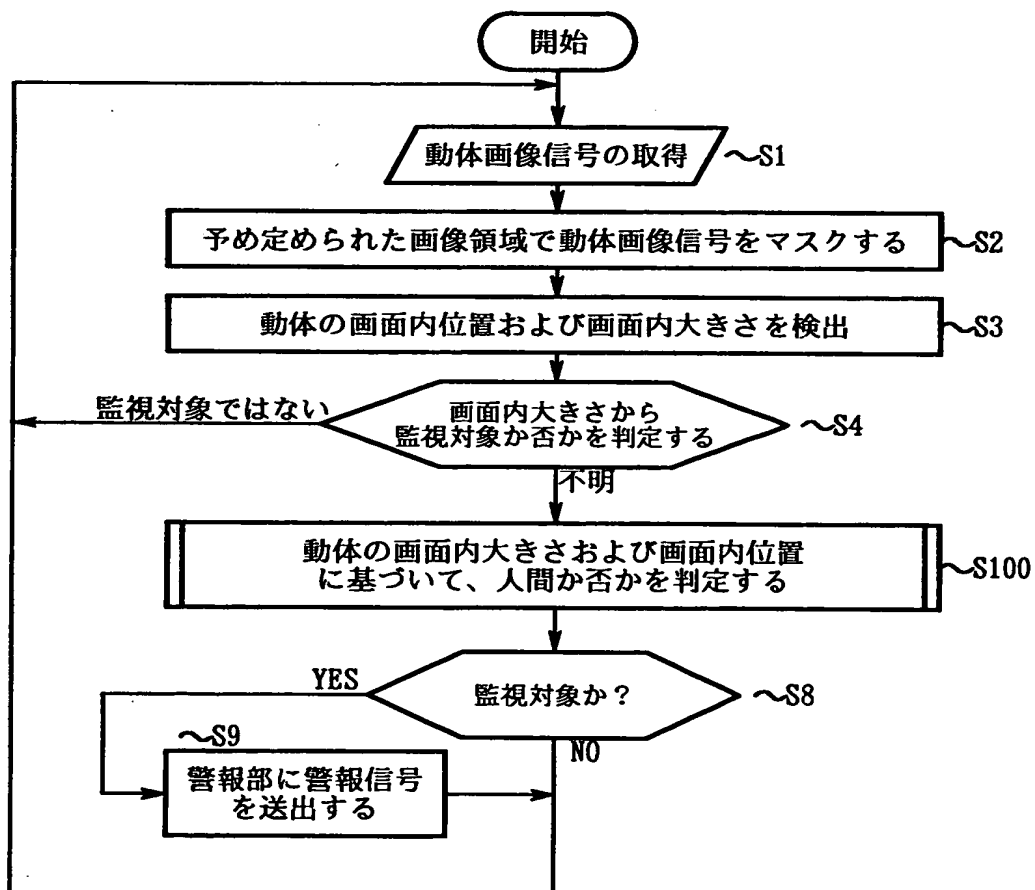 開始
動体画像信号の取得
～S1
予め定められた画像領域で動体画像信号をマスクする
～S2
動体の画面内位置および画面内大きさを検出
～S3
監視対象ではない
画面内大きさから
監視対象か否かを判定する
～S4
不明
動体の画面内大きさおよび画面内位置
に基づいて、人間か否かを判定する
～S100
YES
監視対象か？
～S8
～S9
NO
警報部に警報信号
を送出する